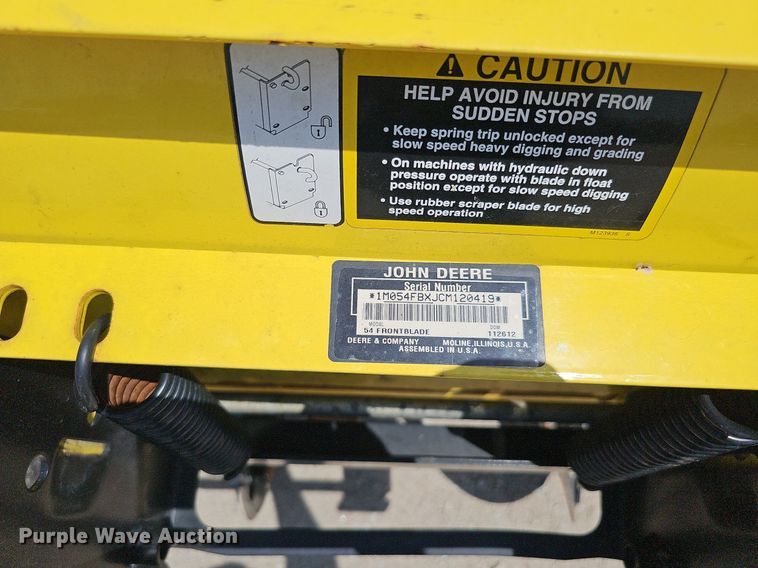 ⚠ CAUTION
HELP AVOID INJURY FROM
SUDDEN STOPS
• Keep spring trip unlocked except for
slow speed heavy digging and grading
• On machines with hydraulic down
pressure operate with blade in float
position except for slow speed digging
• Use rubber scraper blade for high
speed operation
M123936 S
JOHN DEERE
Serial Number
*1M054FBXJCM120419*
MODEL DOM
54 FRONTBLADE 112612
DEERE & COMPANY MOLINE, ILLINOIS, U.S.A.
ASSEMBLED IN U.S.A.
Purple Wave Auction